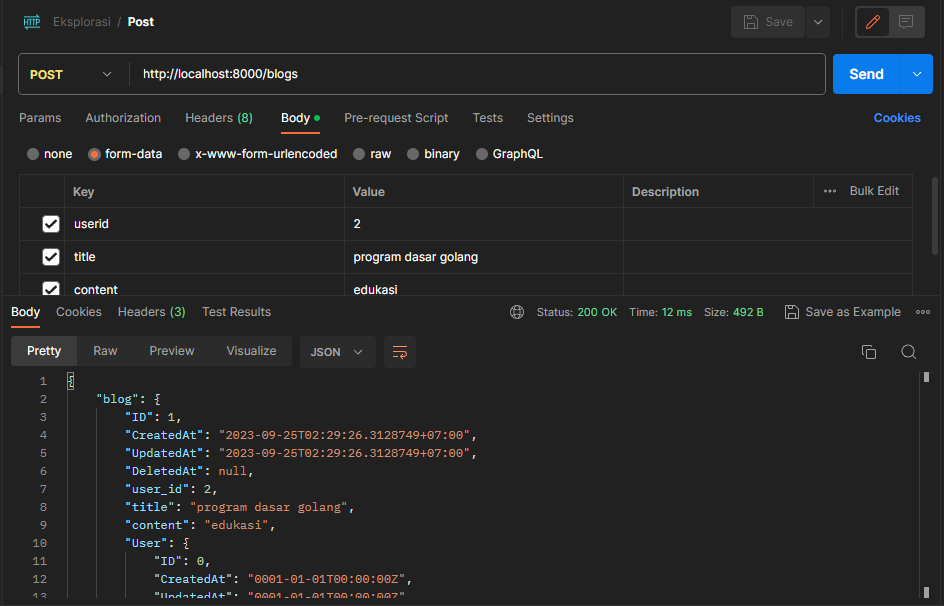 HTTP Eksplorasi / Post Save
POST http://localhost:8000/blogs Send
Params Authorization Headers (8) Body Pre-request Script Tests Settings Cookies
none form-data x-www-form-urlencoded raw binary GraphQL
Key Value Description ••• Bulk Edit
userid 2
title program dasar golang
content edukasi
Body Cookies Headers (3) Test Results Status: 200 OK Time: 12 ms Size: 492 B Save as Example
Pretty Raw Preview Visualize JSON
1 {
2 "blog": {
3 "ID": 1,
4 "CreatedAt": "2023-09-25T02:29:26.3128749+07:00",
5 "UpdatedAt": "2023-09-25T02:29:26.3128749+07:00",
6 "DeletedAt": null,
7 "user_id": 2,
8 "title": "program dasar golang",
9 "content": "edukasi",
10 "User": {
11 "ID": 0,
12 "CreatedAt": "0001-01-01T00:00:00Z",
13 "UpdatedAt": "0001-01-01T00:00:00Z"